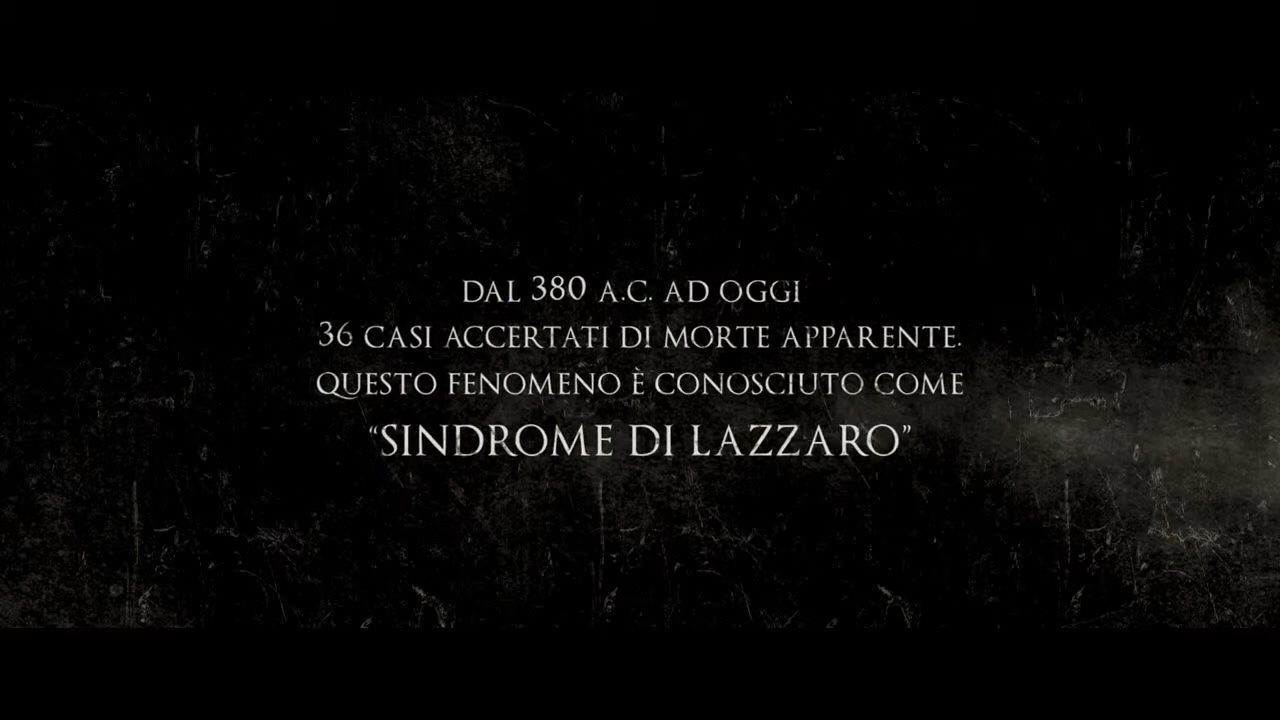 DAL 380 A.C. AD OGGI
36 CASI ACCERTATI DI MORTE APPARENTE.
QUESTO FENOMENO È CONOSCIUTO COME
“SINDROME DI LAZZARO”